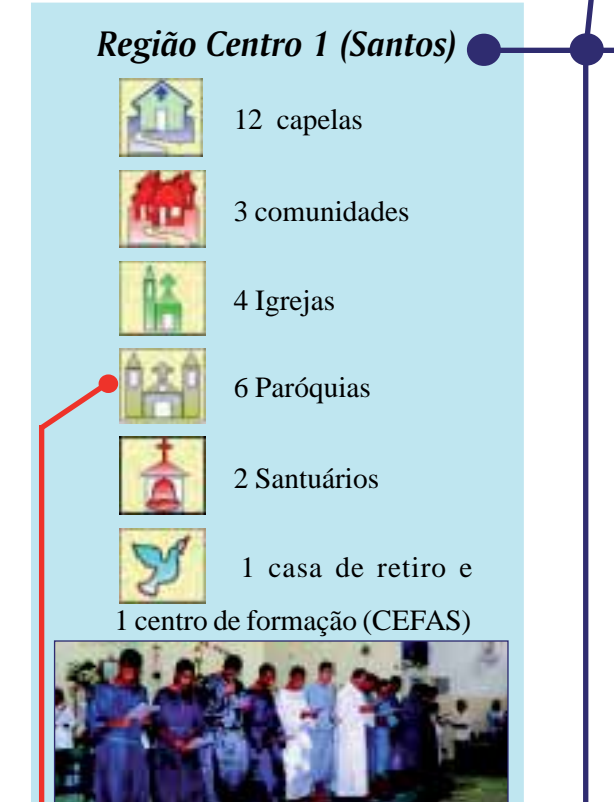 Região Centro 1 (Santos)
12 capelas
3 comunidades
4 Igrejas
6 Paróquias
2 Santuários
1 casa de retiro e
1 centro de formação (CEFAS)